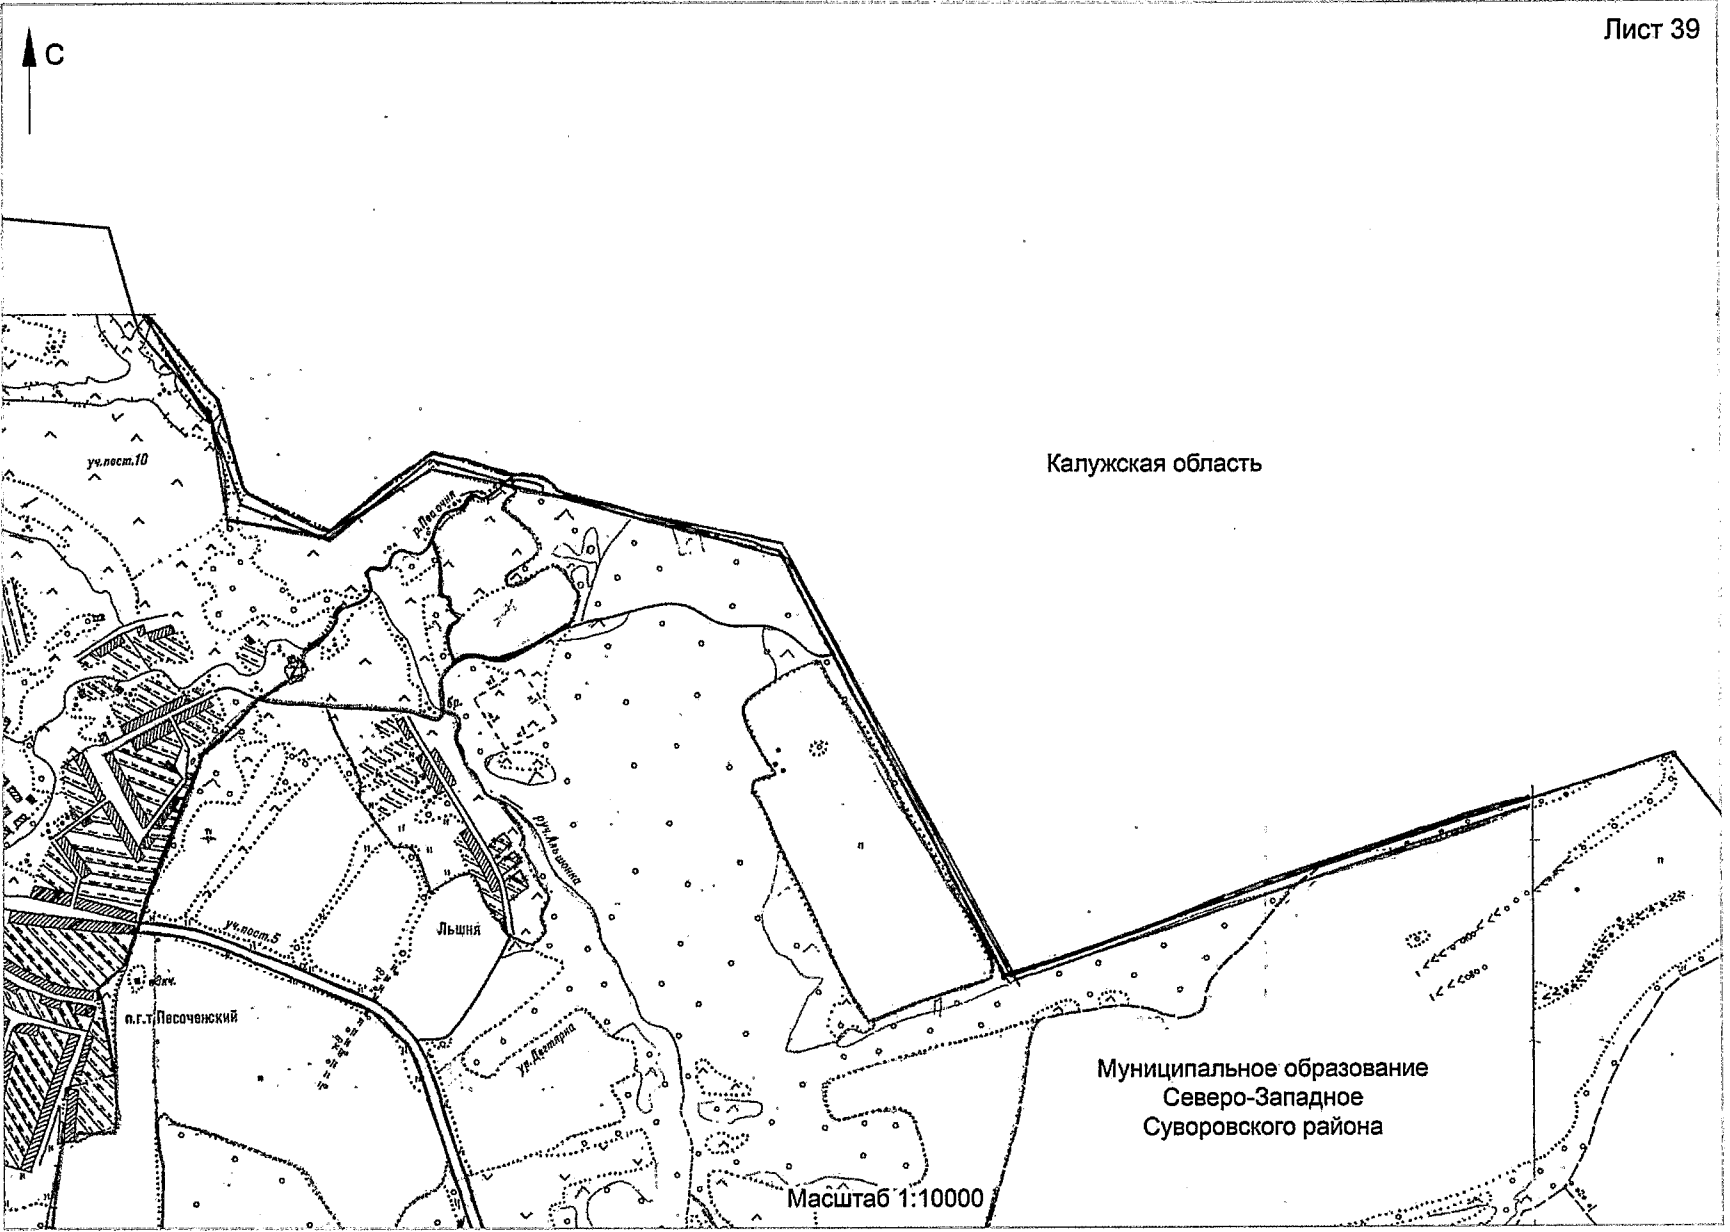 Лист 39
С
Калужская область
уч.пост.10
р.Песочня
бр.
руч.Льшонка
уч.пост.5
Льшня
п.г.т.Песоченский
ур.Дегтярна
Муниципальное образование
Северо-Западное
Суворовского района
Масштаб 1:10000